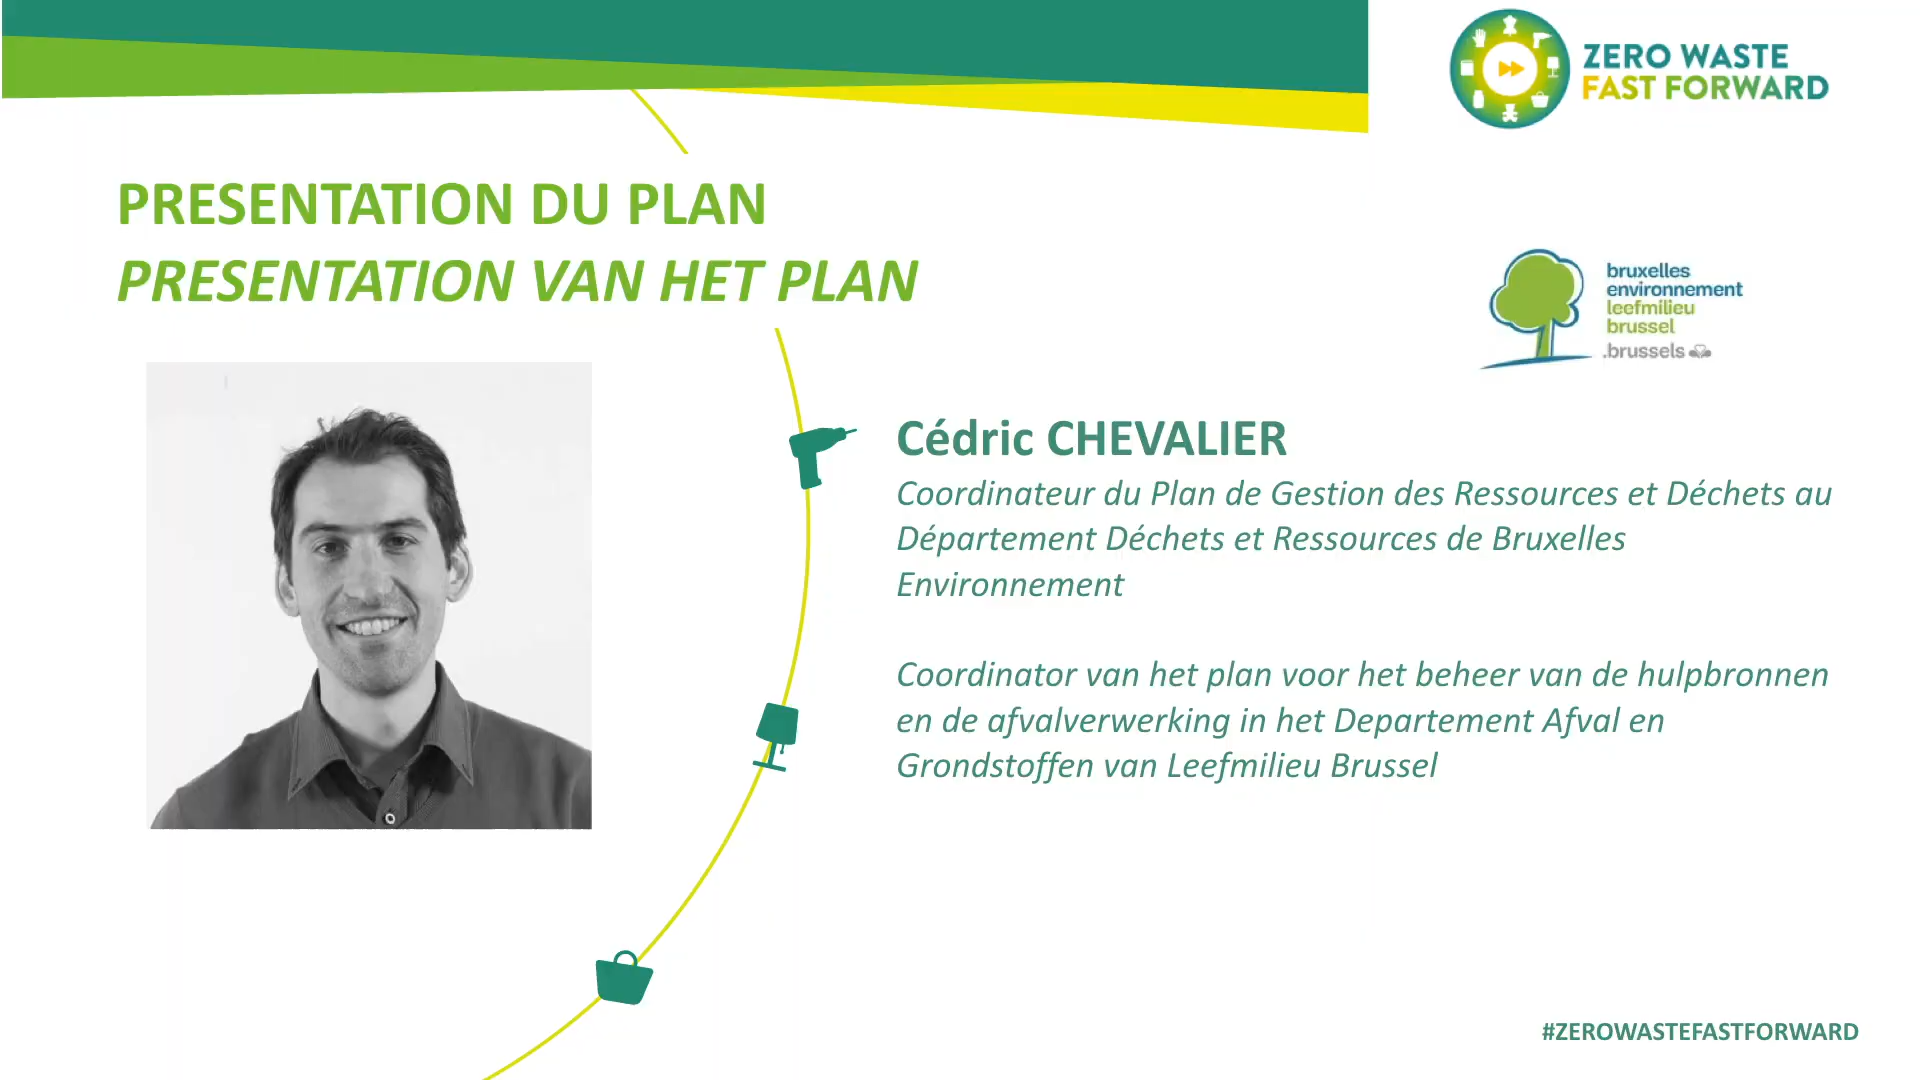 ZERO WASTE
FAST FORWARD
PRESENTATION DU PLAN
PRESENTATION VAN HET PLAN
bruxelles
environnement
leefmilieu
brussel
.brussels
Cédric CHEVALIER
Coordinateur du Plan de Gestion des Ressources et Déchets au
Département Déchets et Ressources de Bruxelles
Environnement
Coordinator van het plan voor het beheer van de hulpbronnen
en de afvalverwerking in het Departement Afval en
Grondstoffen van Leefmilieu Brussel
#ZEROWASTEFASTFORWARD